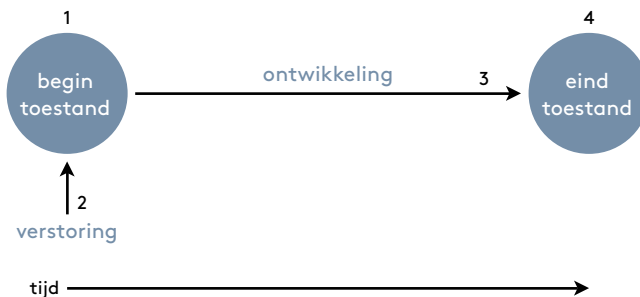 1
4
begin
toestand
ontwikkeling
3
eind
toestand
2
verstoring
tijd